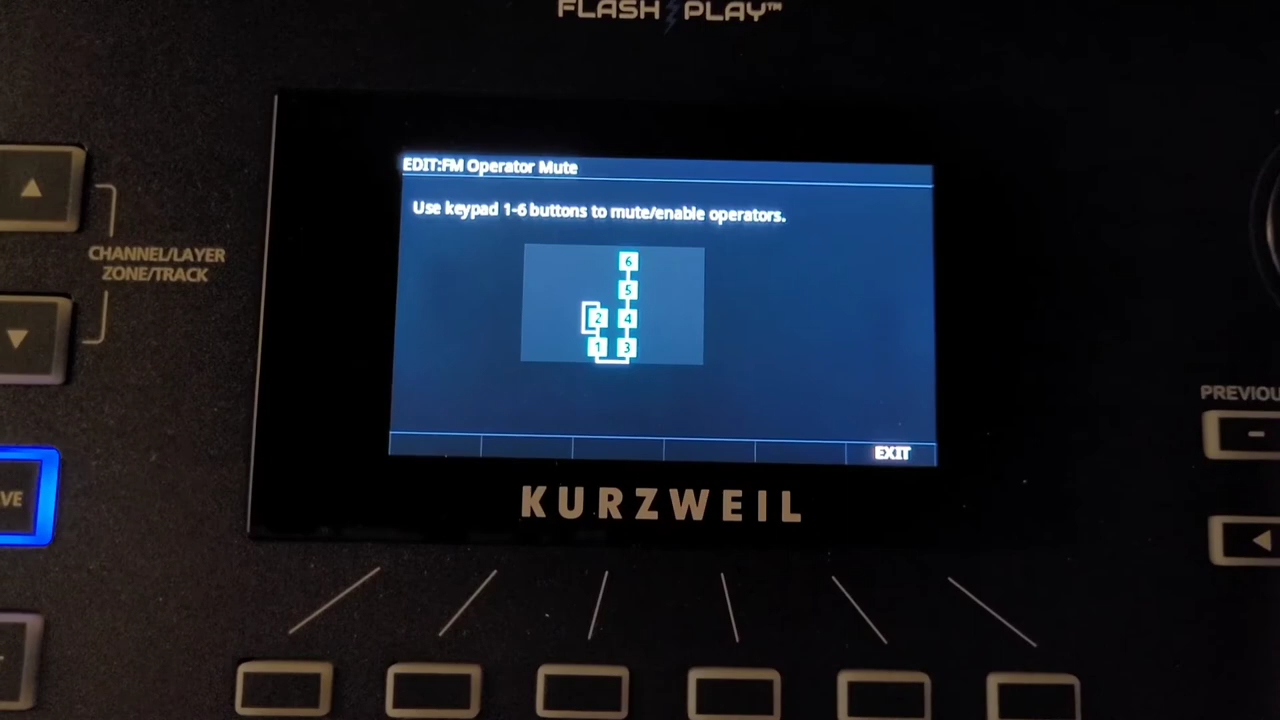 FLASH PLAY™
EDIT:FM Operator Mute
Use keypad 1-6 buttons to mute/enable operators.
6
5
2 4
1 3
EXIT
KURZWEIL
CHANNEL/LAYER
ZONE/TRACK